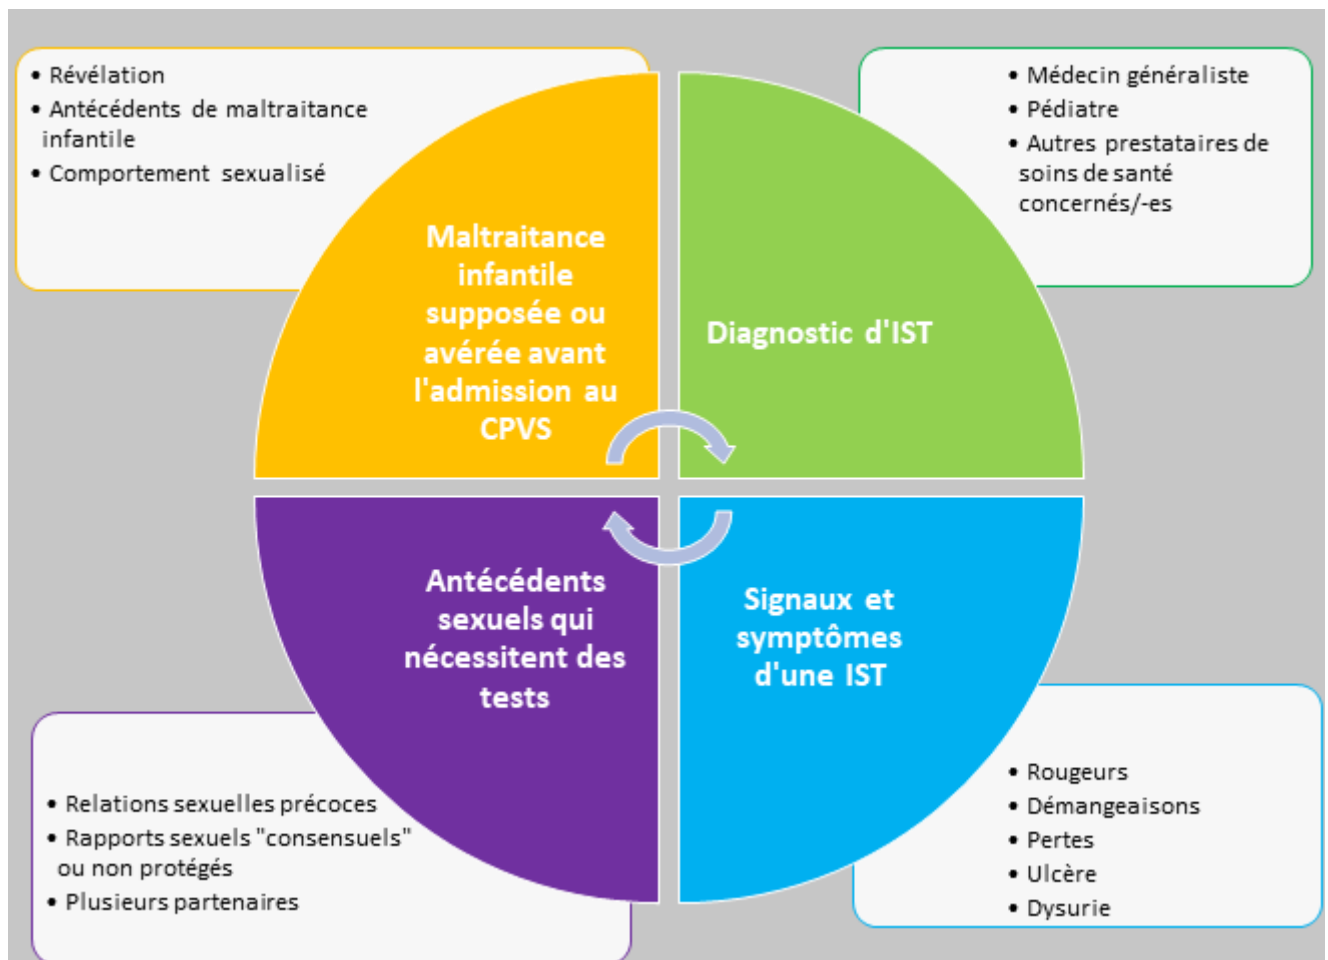 • Révélation
• Antécédents de maltraitance
infantile
• Comportement sexualisé
• Médecin généraliste
• Pédiatre
• Autres prestataires de
soins de santé
concernés/-es
Maltraitance
infantile
supposée ou
avérée avant
l'admission au
CPVS
Diagnostic d'IST
Antécédents
sexuels qui
nécessitent des
tests
Signaux et
symptômes
d'une IST
• Relations sexuelles précoces
• Rapports sexuels "consensuels"
ou non protégés
• Plusieurs partenaires
• Rougeurs
• Démangeaisons
• Pertes
• Ulcère
• Dysurie